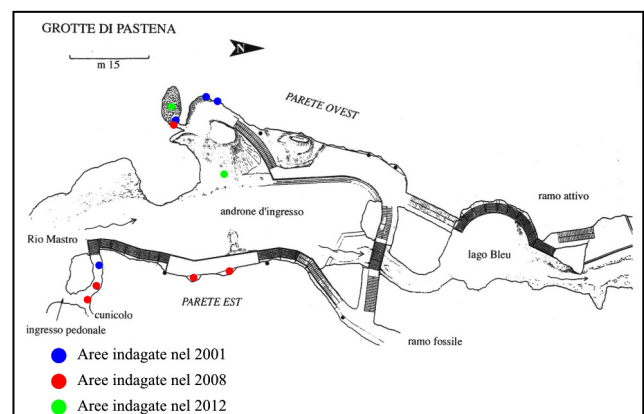 GROTTE DI PASTENA
m 15
N
PARETE OVEST
ramo attivo
androne d'ingresso
Rio Mastro
lago Bleu
PARETE EST
cunicolo
ingresso pedonale
ramo fossile
Aree indagate nel 2001
Aree indagate nel 2008
Aree indagate nel 2012